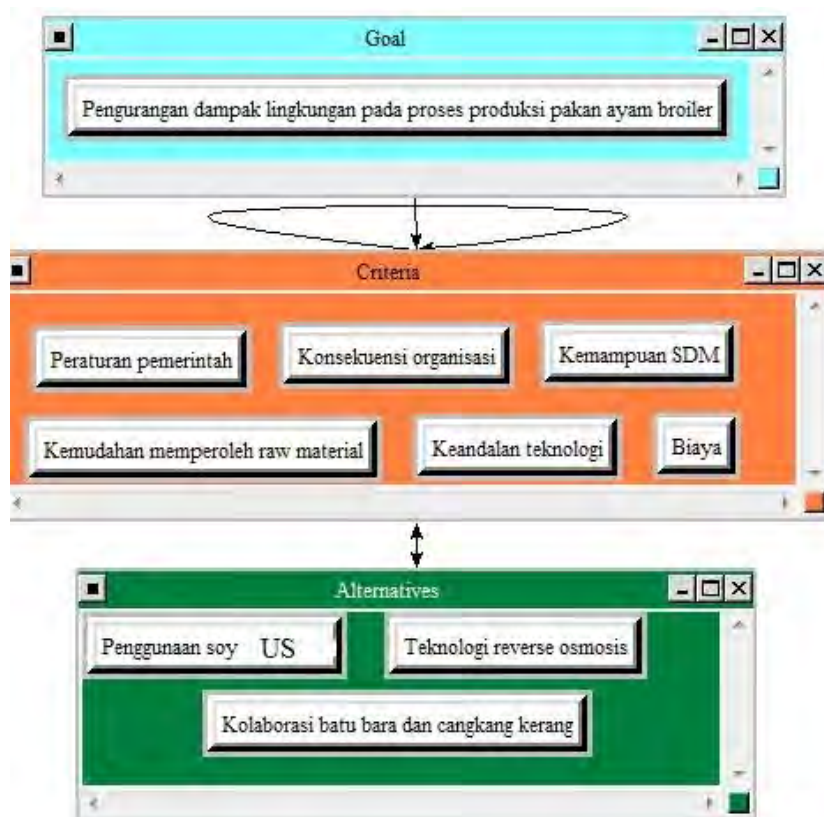 Goal
Pengurangan dampak lingkungan pada proses produksi pakan ayam broiler
Criteria
Peraturan pemerintah
Konsekuensi organisasi
Kemampuan SDM
Kemudahan memperoleh raw material
Keandalan teknologi
Biaya
Alternatives
Penggunaan soy US
Teknologi reverse osmosis
Kolaborasi batu bara dan cangkang kerang